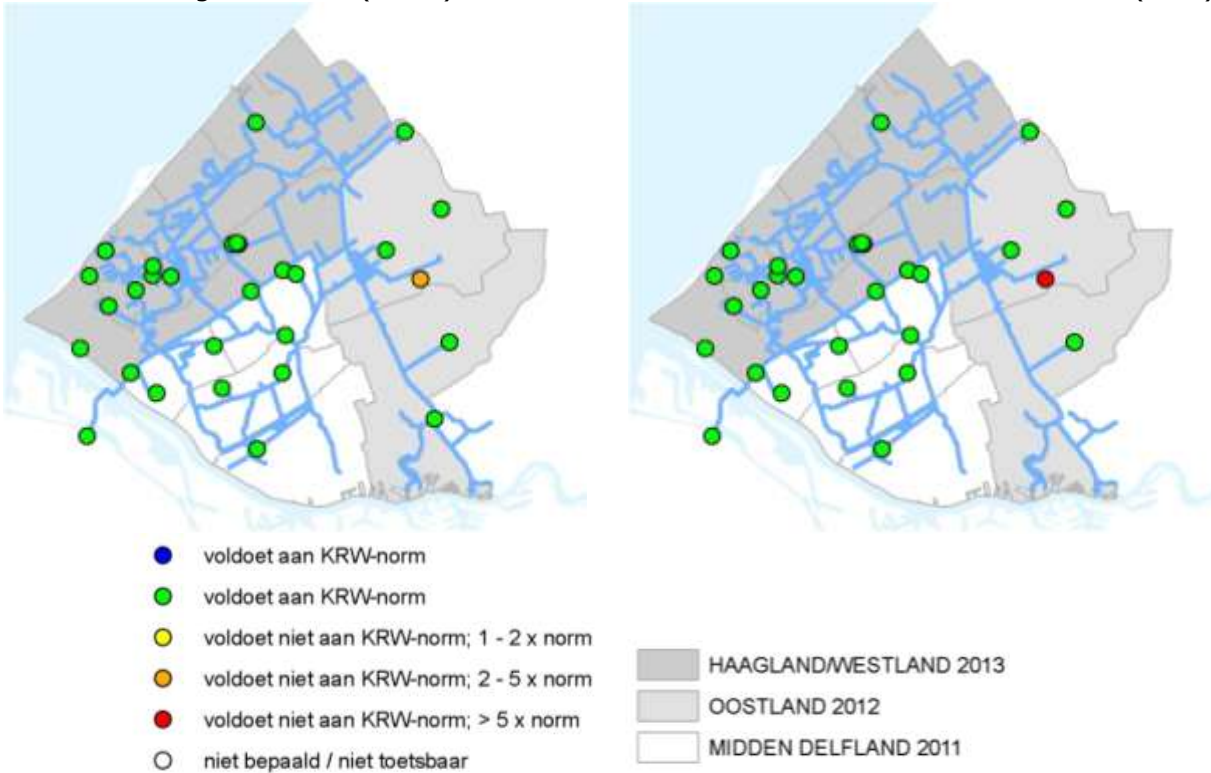 voldoet aan KRW-norm
voldoet aan KRW-norm
voldoet niet aan KRW-norm; 1 - 2 x norm
voldoet niet aan KRW-norm; 2 - 5 x norm
voldoet niet aan KRW-norm; > 5 x norm
niet bepaald / niet toetsbaar
HAAGLAND/WESTLAND 2013
OOSTLAND 2012
MIDDEN DELFLAND 2011